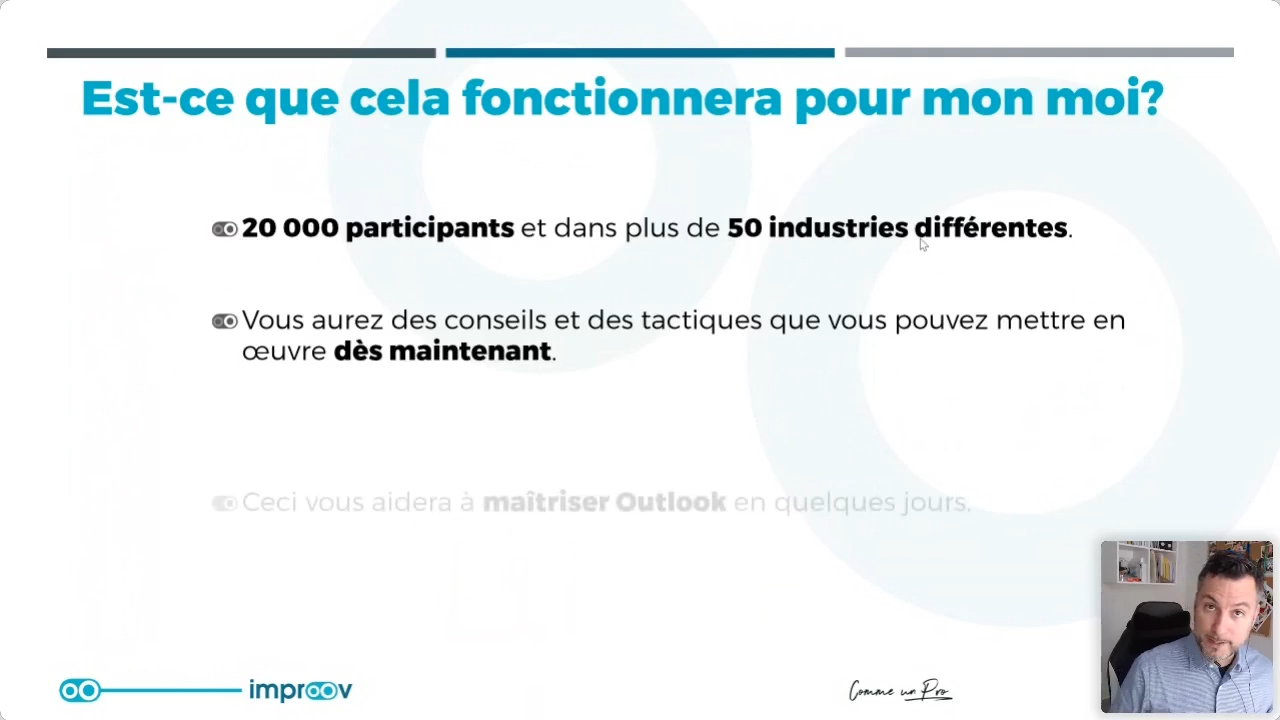 Est-ce que cela fonctionnera pour mon moi?
20 000 participants et dans plus de 50 industries différentes.
Vous aurez des conseils et des tactiques que vous pouvez mettre en
œuvre dès maintenant.
Ceci vous aidera à maîtriser Outlook en quelques jours.
improov
Comme un Pro